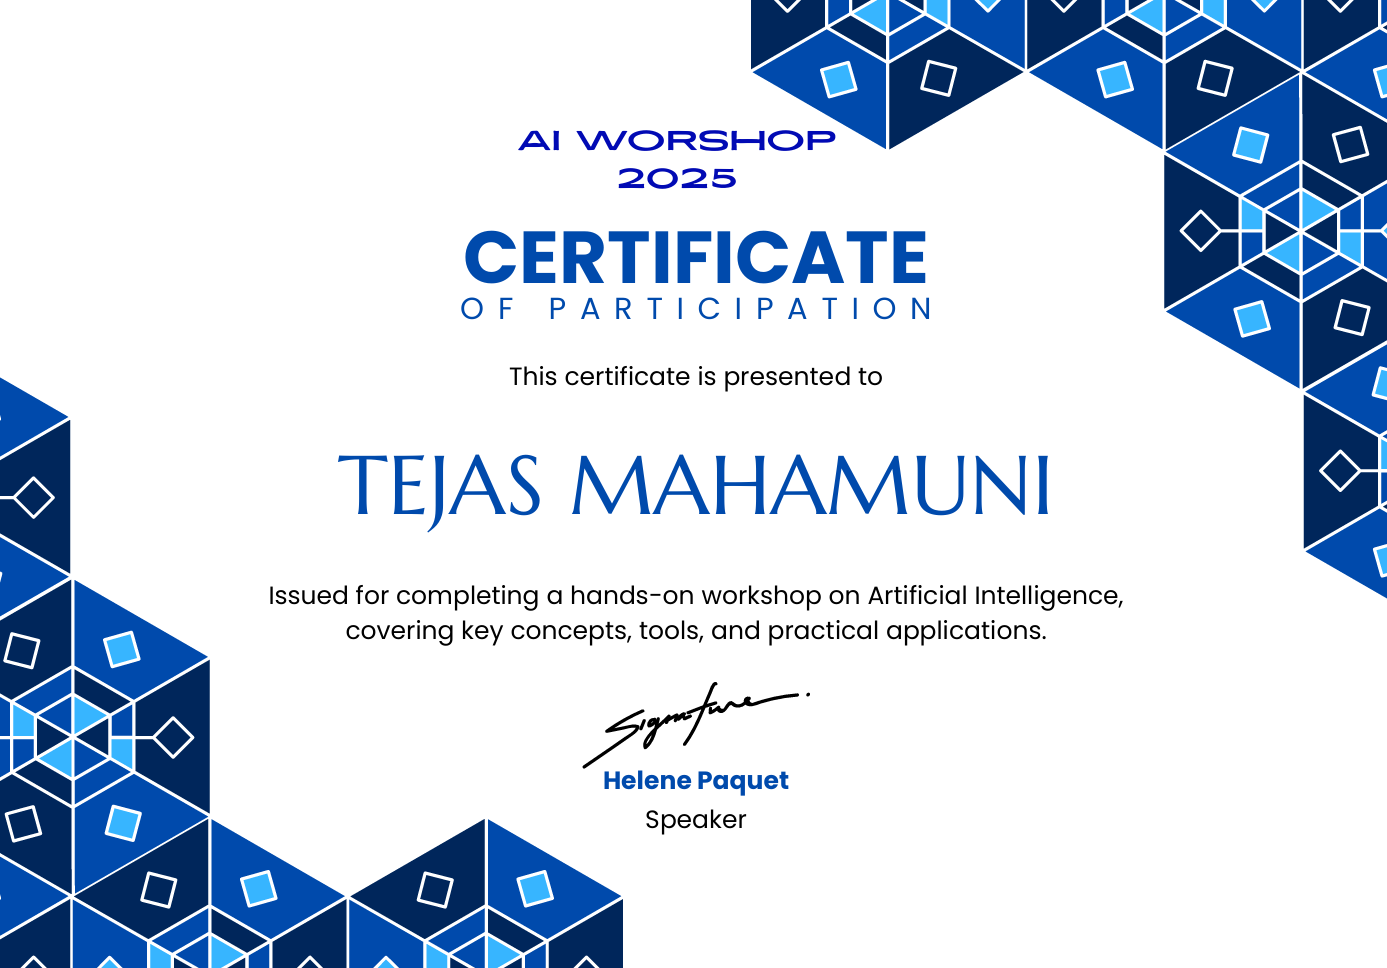 AI WORSHOP
2025
CERTIFICATE
OF PARTICIPATION
This certificate is presented to
TEJAS MAHAMUNI
Issued for completing a hands-on workshop on Artificial Intelligence,
covering key concepts, tools, and practical applications.
Signature
Helene Paquet
Speaker